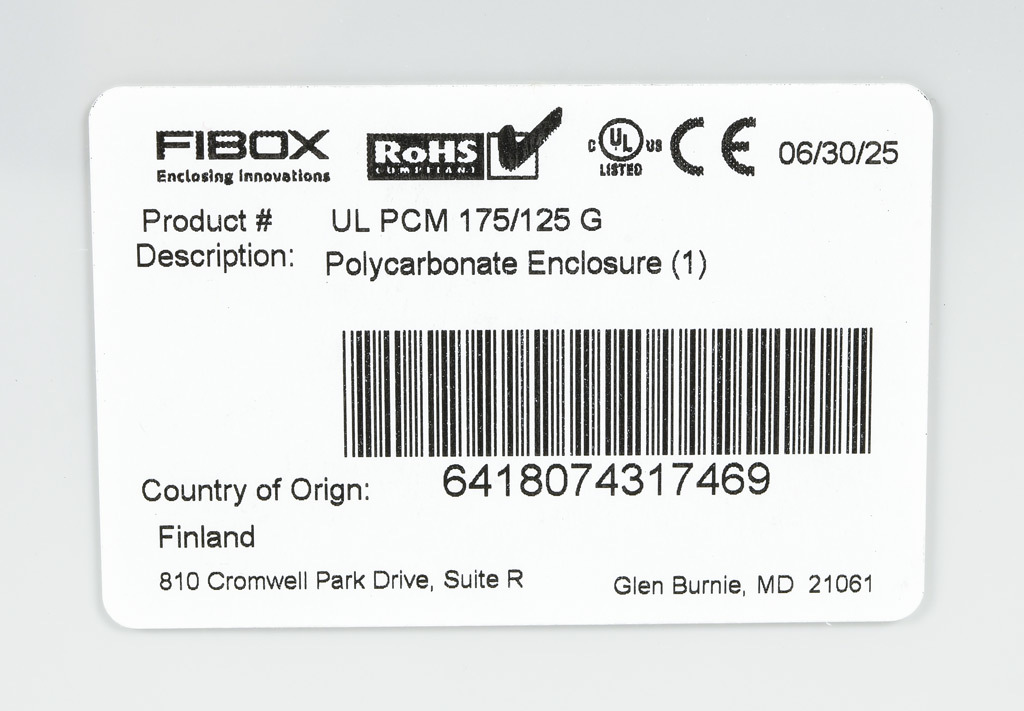 FIBOX
Enclosing Innovations
RoHS
COMPLIANT
C UL US
LISTED
CE
06/30/25
Product # UL PCM 175/125 G
Description: Polycarbonate Enclosure (1)
6418074317469
Country of Orign:
Finland
810 Cromwell Park Drive, Suite R Glen Burnie, MD 21061